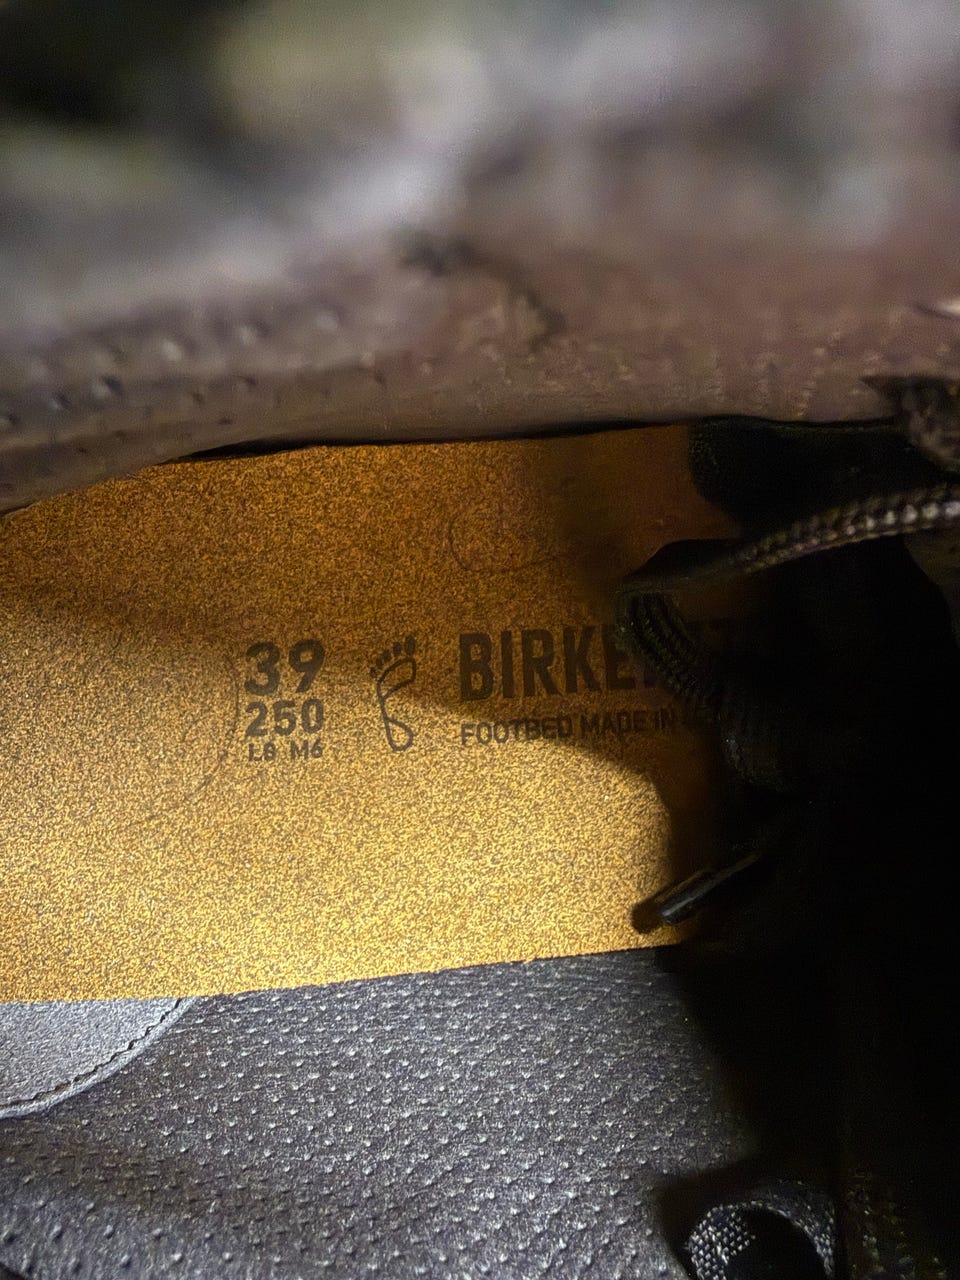 39
250
L8 M6
BIRKE
FOOTBED MADE IN